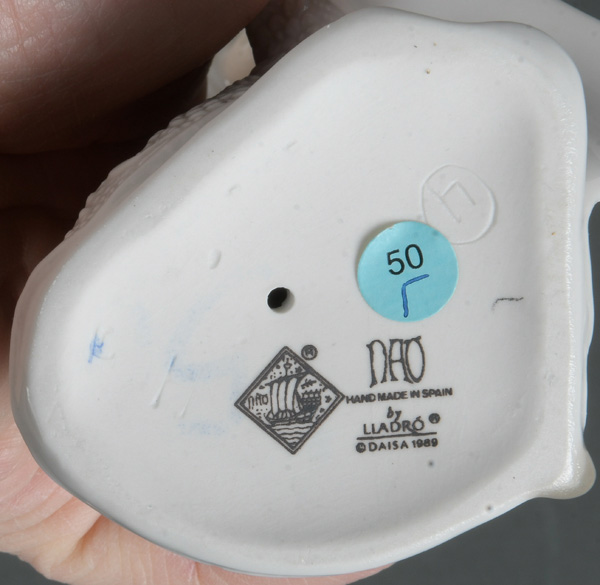 50
NAO
®
NAO
HAND MADE IN SPAIN
by
LLADRÓ ®
© DAISA 1989